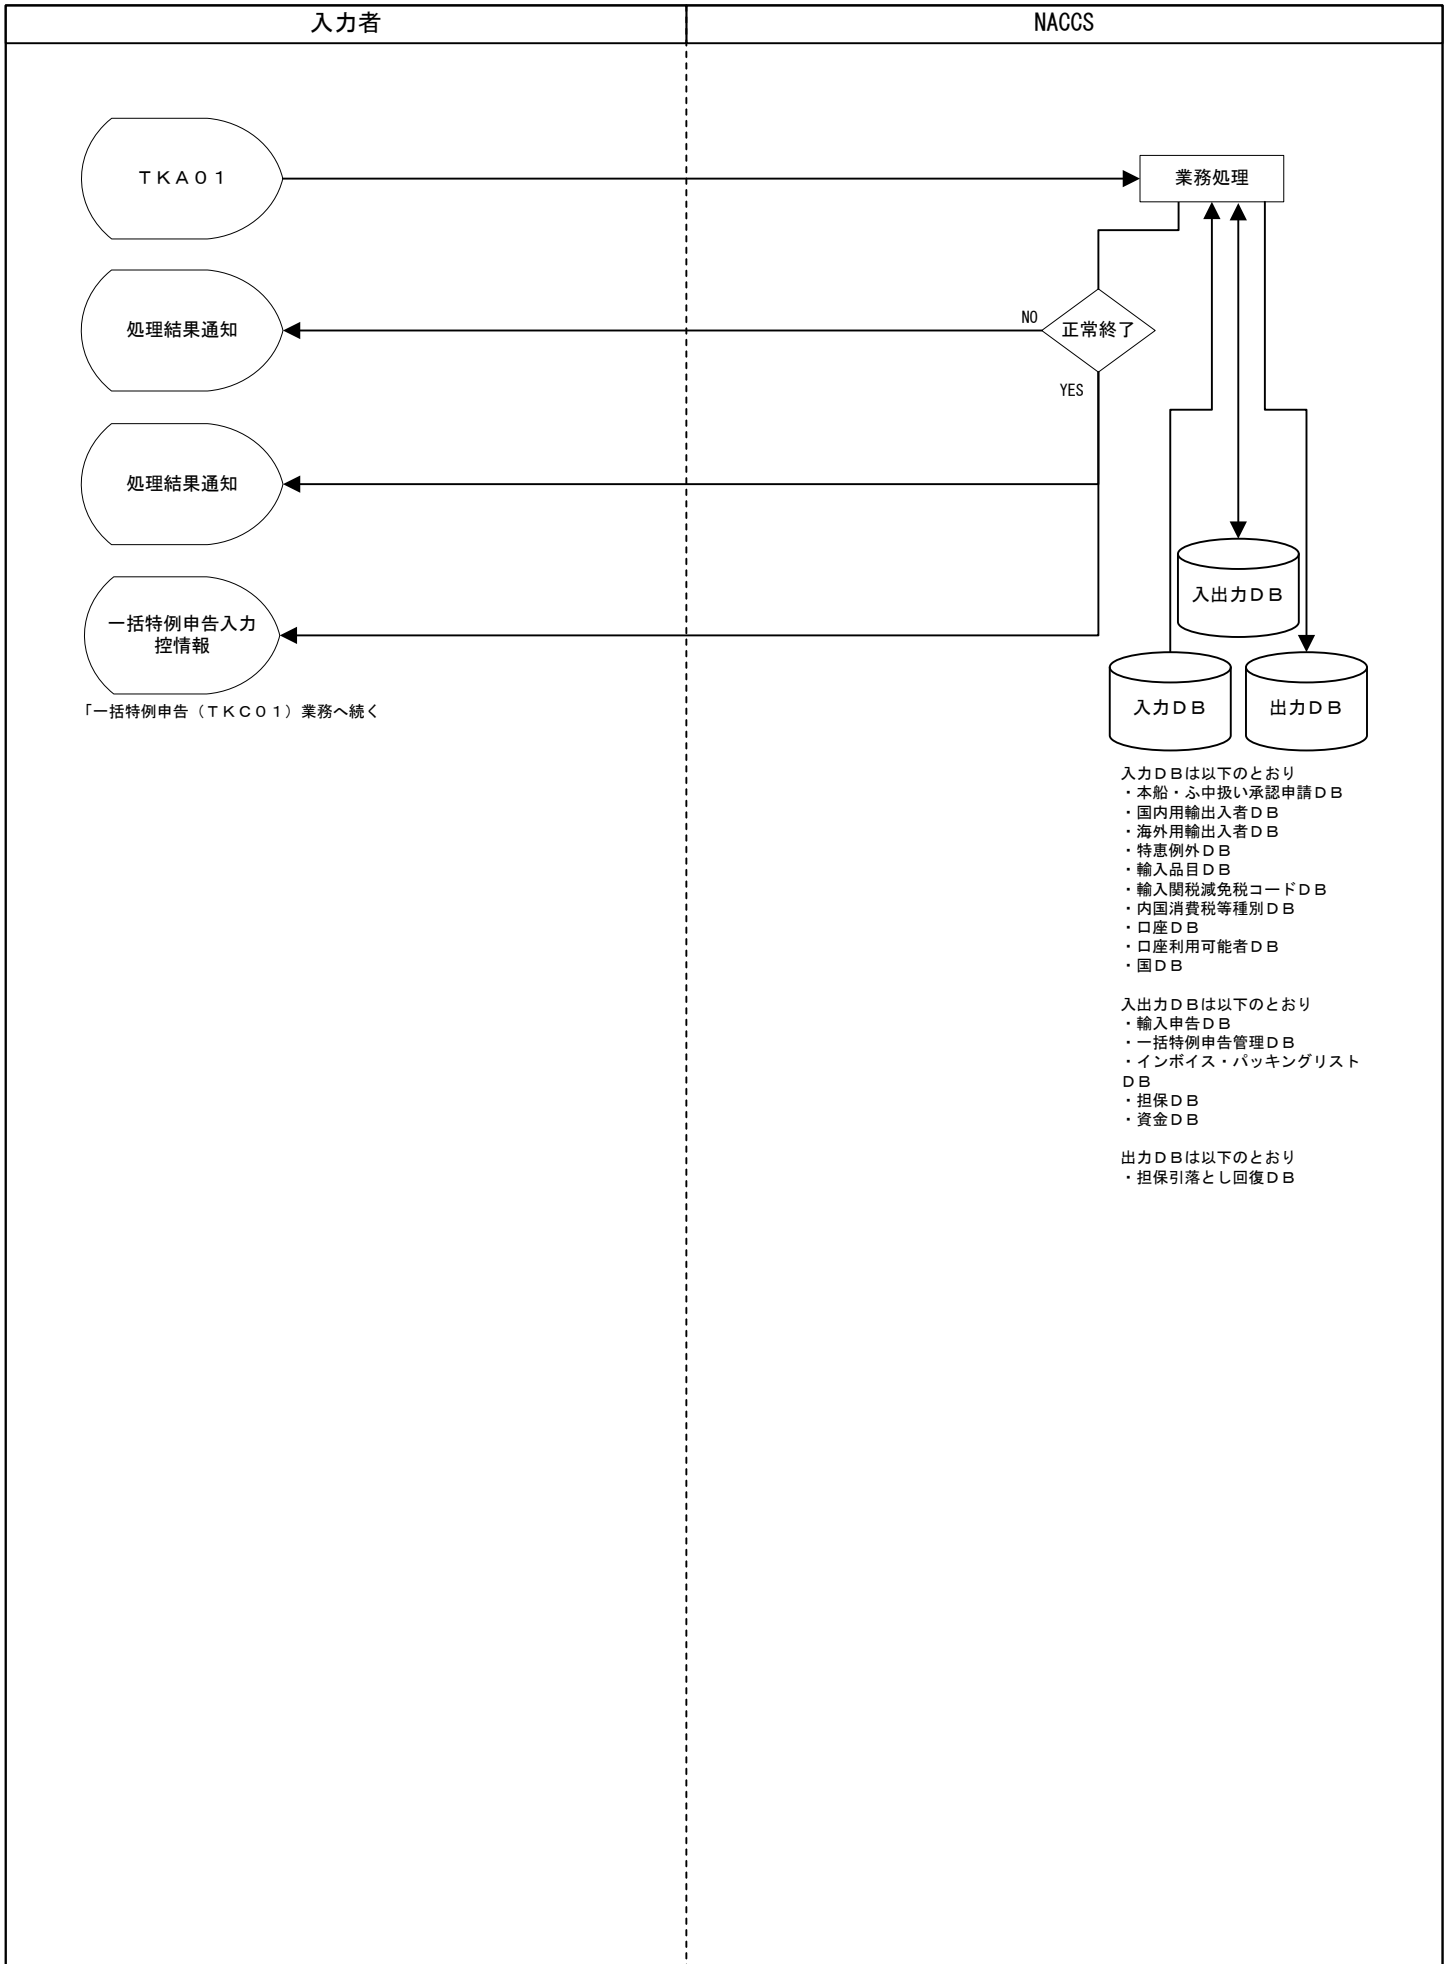 入力者
NACCS
ＴＫＡ０１
業務処理
処理結果通知
NO
正常終了
YES
処理結果通知
入出力ＤＢ
一括特例申告入力
控情報
「一括特例申告（ＴＫＣ０１）業務へ続く
入力ＤＢ
出力ＤＢ
入力ＤＢは以下のとおり
・本船・ふ中扱い承認申請ＤＢ
・国内用輸出入者ＤＢ
・海外用輸出入者ＤＢ
・特恵例外ＤＢ
・輸入品目ＤＢ
・輸入関税減免税コードＤＢ
・内国消費税等種別ＤＢ
・口座ＤＢ
・口座利用可能者ＤＢ
・国ＤＢ
入出力ＤＢは以下のとおり
・輸入申告ＤＢ
・一括特例申告管理ＤＢ
・インボイス・パッキングリスト
ＤＢ
・担保ＤＢ
・資金ＤＢ
出力ＤＢは以下のとおり
・担保引落とし回復ＤＢ